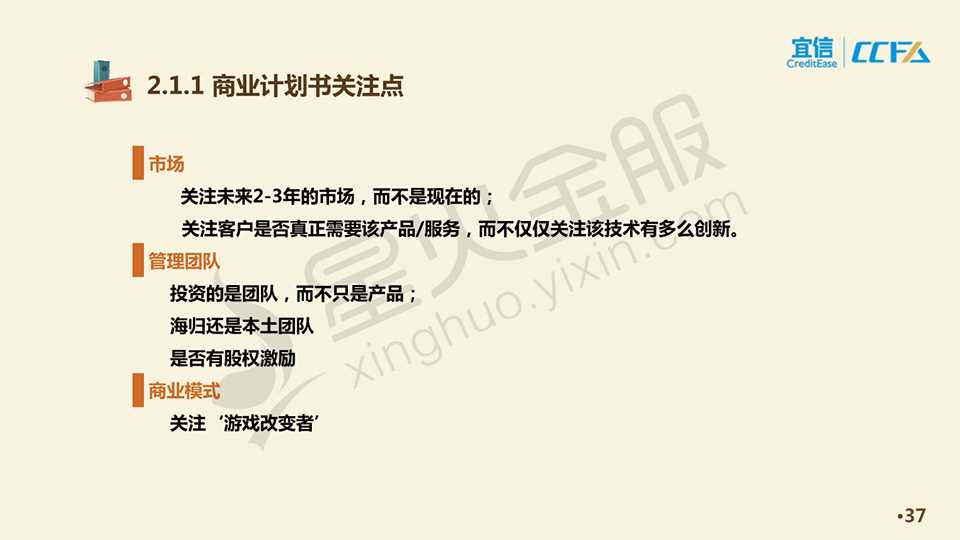 宜信
CreditEase
CCFA
2.1.1 商业计划书关注点
市场
关注未来2-3年的市场，而不是现在的；
关注客户是否真正需要该产品/服务，而不仅仅关注该技术有多么创新。
管理团队
投资的是团队，而不只是产品；
海归还是本土团队
是否有股权激励
商业模式
关注‘游戏改变者’
星火金服
xinghuo.yixin.com
•37